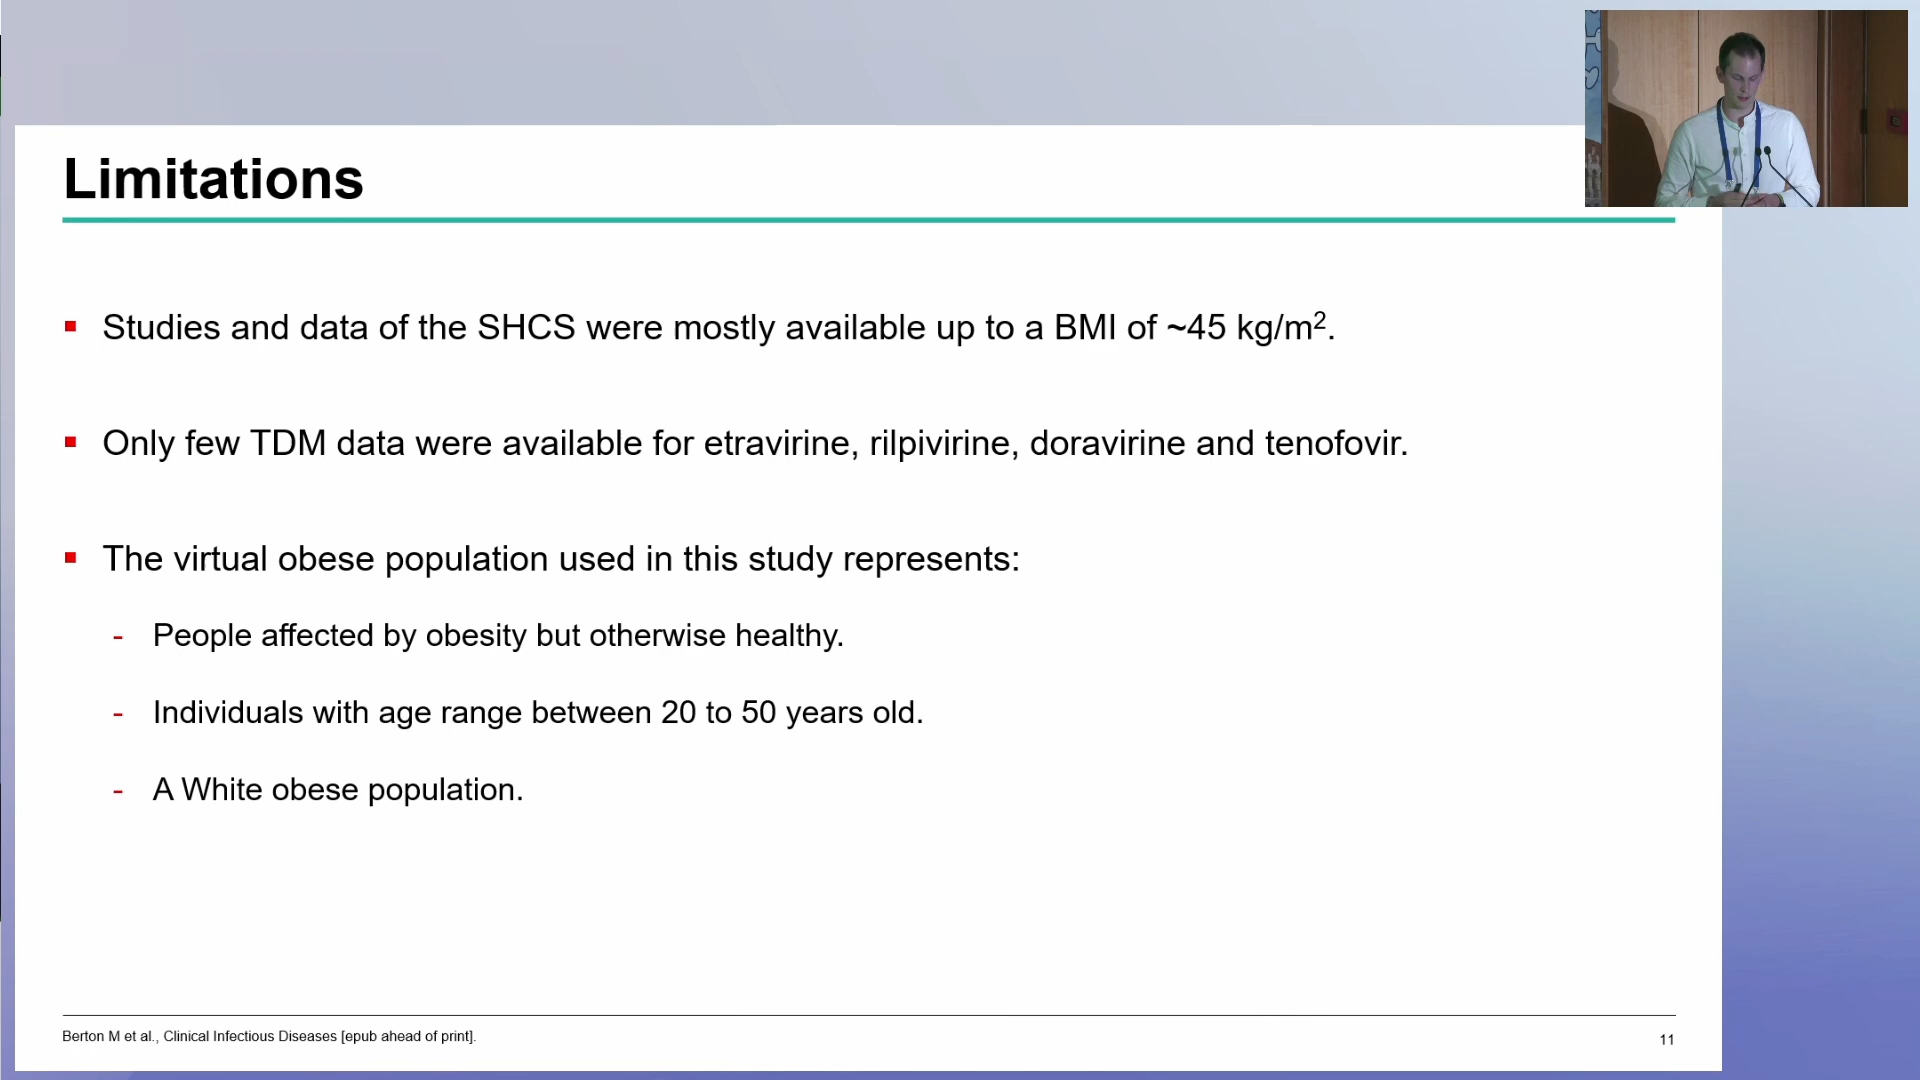 Limitations
Studies and data of the SHCS were mostly available up to a BMI of ~45 kg/m².
Only few TDM data were available for etravirine, rilpivirine, doravirine and tenofovir.
The virtual obese population used in this study represents:
- People affected by obesity but otherwise healthy.
- Individuals with age range between 20 to 50 years old.
- A White obese population.
Berton M et al., Clinical Infectious Diseases [epub ahead of print].
11